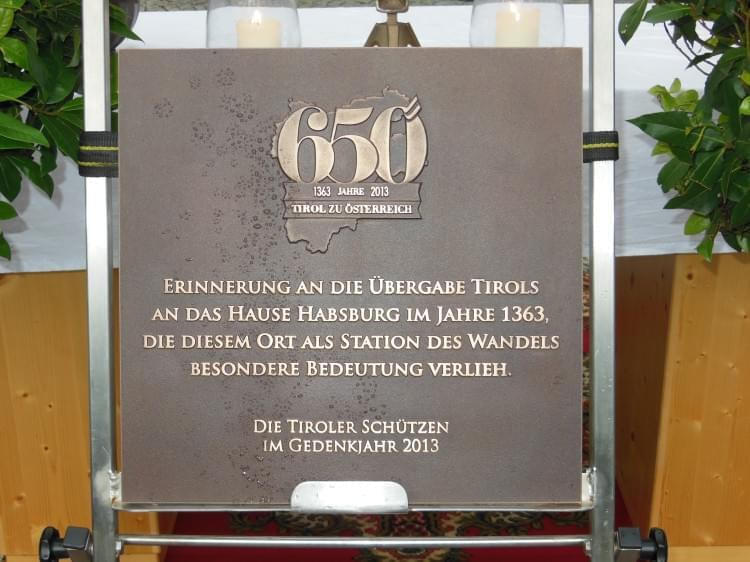 650
1363 JAHRE 2013
TIROL ZU ÖSTERREICH
ERINNERUNG AN DIE ÜBERGABE TIROLS
AN DAS HAUSE HABSBURG IM JAHRE 1363,
DIE DIESEM ORT ALS STATION DES WANDELS
BESONDERE BEDEUTUNG VERLIEH.
DIE TIROLER SCHÜTZEN
IM GEDENKJAHR 2013